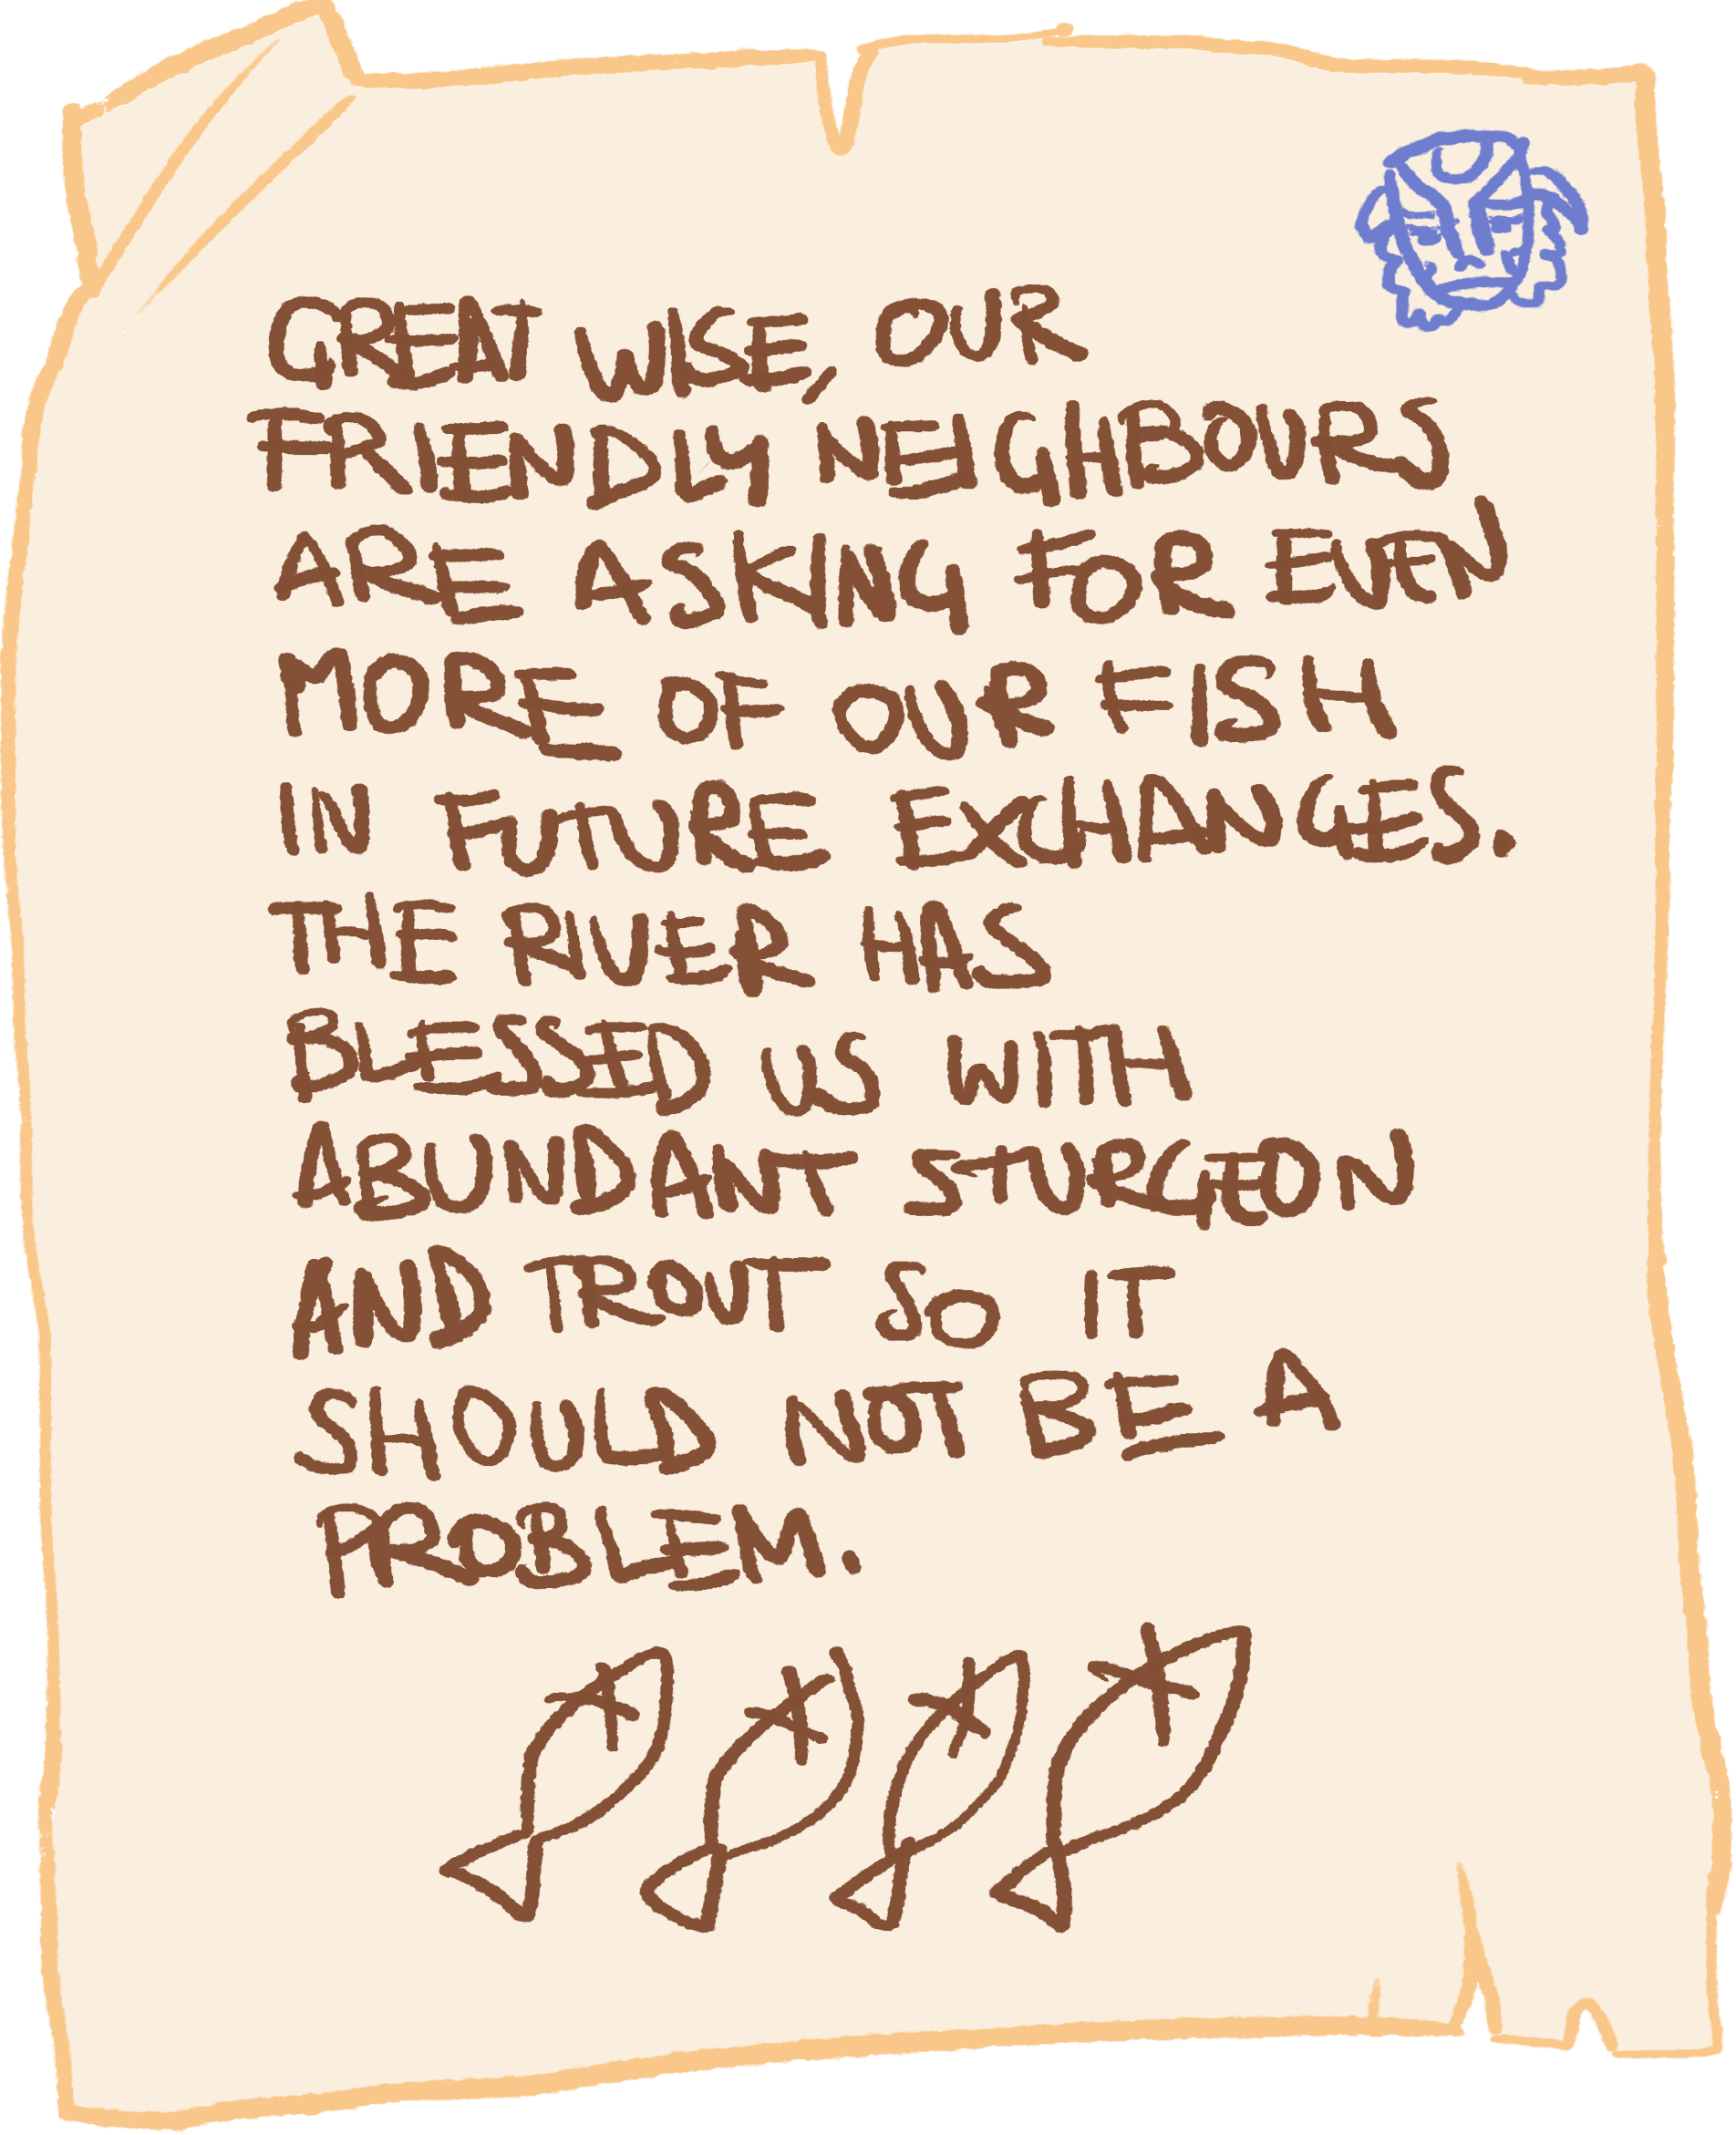 GREAT WISE, OUR
FRIENDLY NEIGHBOURS
ARE ASKING FOR EVEN
MORE OF OUR FISH
IN FUTURE EXCHANGES.
THE RIVER HAS
BLESSED US WITH
ABUNDANT STURGEON
AND TROUT SO IT
SHOULD NOT BE A
PROBLEM.